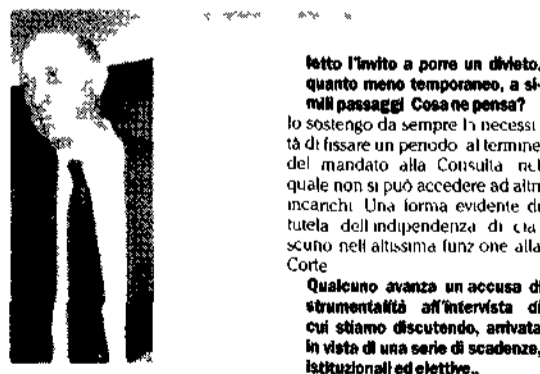 fatto l'invito a porre un divieto,
quanto meno temporaneo, a si-
mili passaggi Cosa ne pensa?
Io sostengo da sempre la necessi
tà di fissare un periodo al termine
del mandato alla Consulta nel
quale non si può accedere ad altri
incarichi Una forma evidente di
tutela dell indipendenza di cia
scuno nell altissima funz one alla
Corte
Qualcuno avanza un accusa di
strumentalità all'intervista di
cui stiamo discutendo, arrivata
in vista di una serie di scadenze,
istituzionali ed elettive..